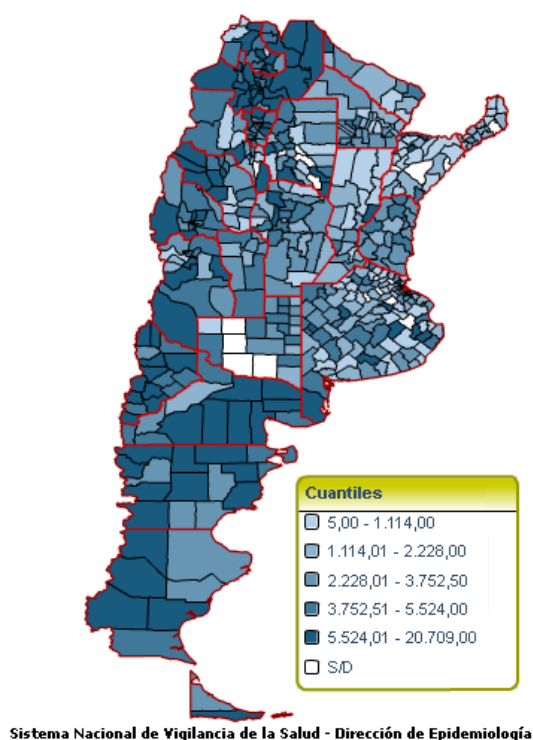 Cuantiles
5,00 - 1.114,00
1.114,01 - 2.228,00
2.228,01 - 3.752,50
3.752,51 - 5.524,00
5.524,01 - 20.709,00
S/D
Sistema Nacional de Vigilancia de la Salud - Dirección de Epidemiología